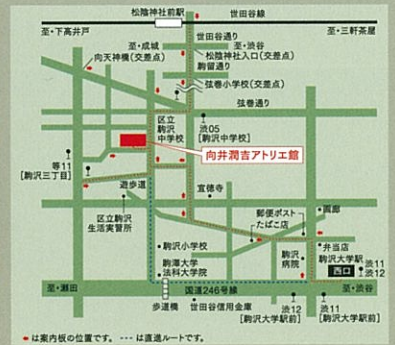 松陰神社前駅
世田谷線
至・下高井戸
至・三軒茶屋
世田谷通り
至・成城
至・渋谷
向天神橋(交差点)
松陰神社入口(交差点)
駒留通り
弦巻小学校(交差点)
弦巻通り
区立
駒沢
中学校
渋05
[駒沢中学校]
向井潤吉アトリエ館
等11
[駒沢三丁目]
遊歩道
宣徳寺
区立駒沢
生活実習所
郵便ポスト
たばこ店
画廊
駒沢小学校
弁当店
駒沢大学駅
西口
渋11
渋12
駒澤大学
法科大学院
駒沢
病院
至・瀬田
国道246号線
至・渋谷
歩道橋
世田谷信用金庫
渋12
[駒沢大学駅前]
渋11
[駒沢大学駅前]
は案内板の位置です。
は直進ルートです。